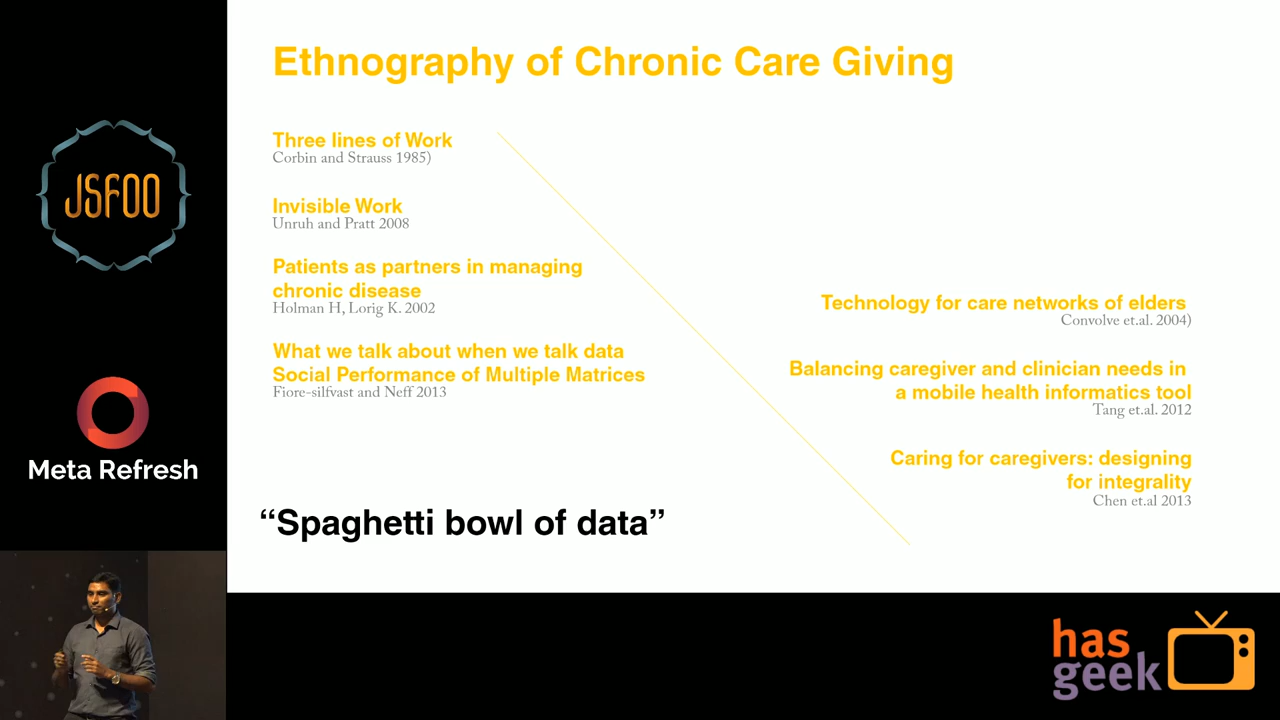 Ethnography of Chronic Care Giving
Three lines of Work
Corbin and Strauss 1985)
Invisible Work
Unruh and Pratt 2008
Patients as partners in managing
chronic disease
Holman H, Lorig K. 2002
What we talk about when we talk data
Social Performance of Multiple Matrices
Fiore-silfvast and Neff 2013
“Spaghetti bowl of data”
Technology for care networks of elders
Convolve et.al. 2004)
Balancing caregiver and clinician needs in
a mobile health informatics tool
Tang et.al. 2012
Caring for caregivers: designing
for integrality
Chen et.al 2013
JSFOO
Meta Refresh
has
geek